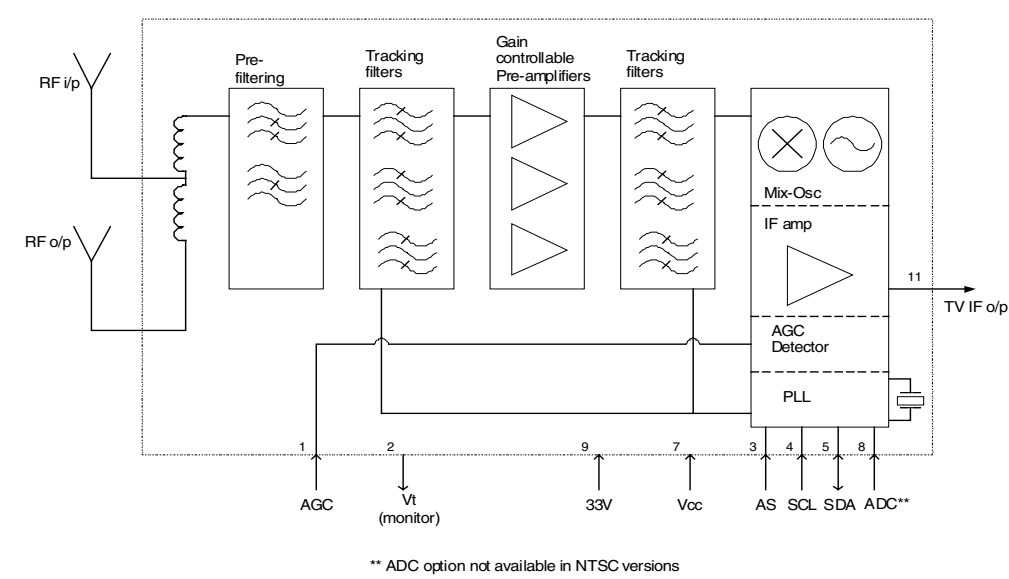 RF i/p
RF o/p
Pre-
filtering
Tracking
filters
Gain
controllable
Pre-amplifiers
Tracking
filters
Mix-Osc
IF amp
AGC
Detector
PLL
11
TV IF o/p
1
2
9
7
3
4
5
8
AGC
Vt
(monitor)
33V
Vcc
AS
SCL
SDA
ADC**
** ADC option not available in NTSC versions